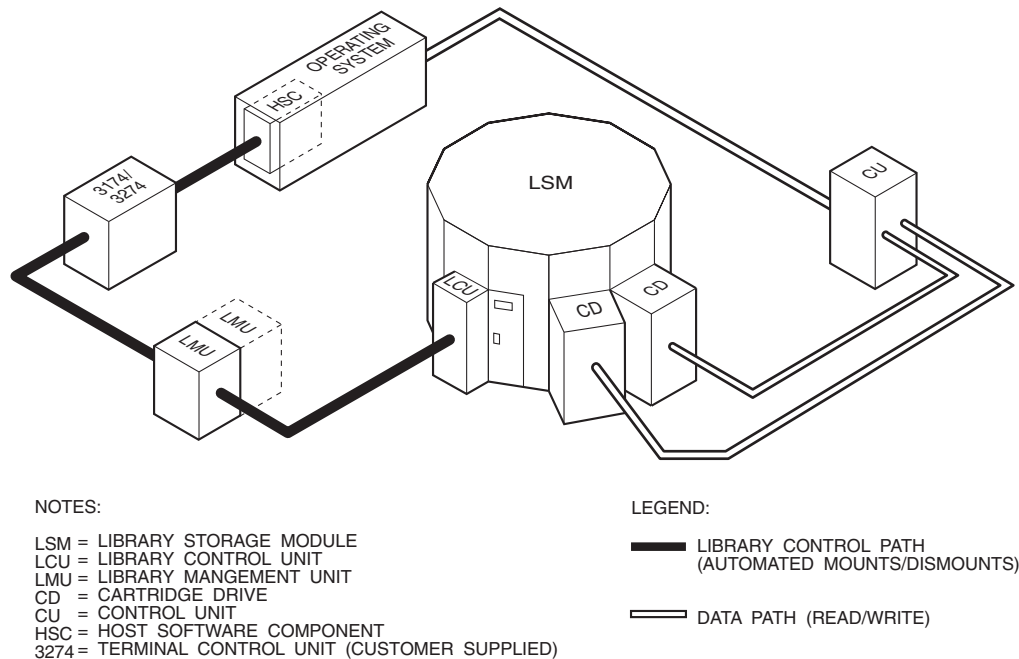 OPERATING
SYSTEM
HSC
3174/
3274
CU
LSM
LCU
CD
CD
LMU
LMU
NOTES:
LSM = LIBRARY STORAGE MODULE
LCU = LIBRARY CONTROL UNIT
LMU = LIBRARY MANGEMENT UNIT
CD = CARTRIDGE DRIVE
CU = CONTROL UNIT
HSC = HOST SOFTWARE COMPONENT
3274 = TERMINAL CONTROL UNIT (CUSTOMER SUPPLIED)
LEGEND:
LIBRARY CONTROL PATH
(AUTOMATED MOUNTS/DISMOUNTS)
DATA PATH (READ/WRITE)